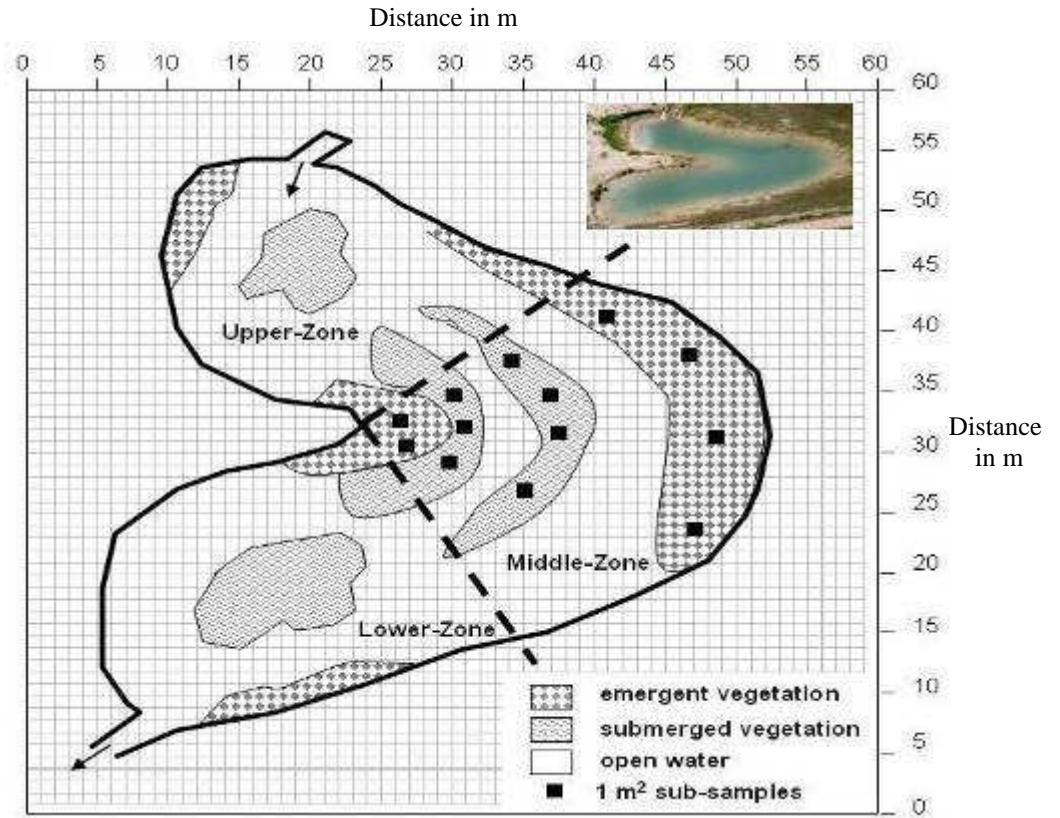 Distance in m
0 5 10 15 20 25 30 35 40 45 50 55 60
60
55
50
45
40
35
30
25
20
15
10
5
0
Upper-Zone
Distance
in m
Middle-Zone
Lower-Zone
emergent vegetation
submerged vegetation
open water
1 m² sub-samples